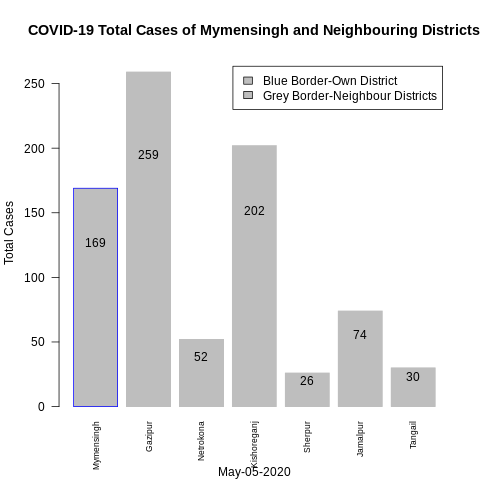 COVID-19 Total Cases of Mymensingh and Neighbouring Districts
Blue Border-Own District
Grey Border-Neighbour Districts
Total Cases
250
200
150
100
50
0
169
259
52
202
26
74
30
Mymensingh
Gazipur
Netrokona
Kishoreganj
Sherpur
Jamalpur
Tangail
May-05-2020